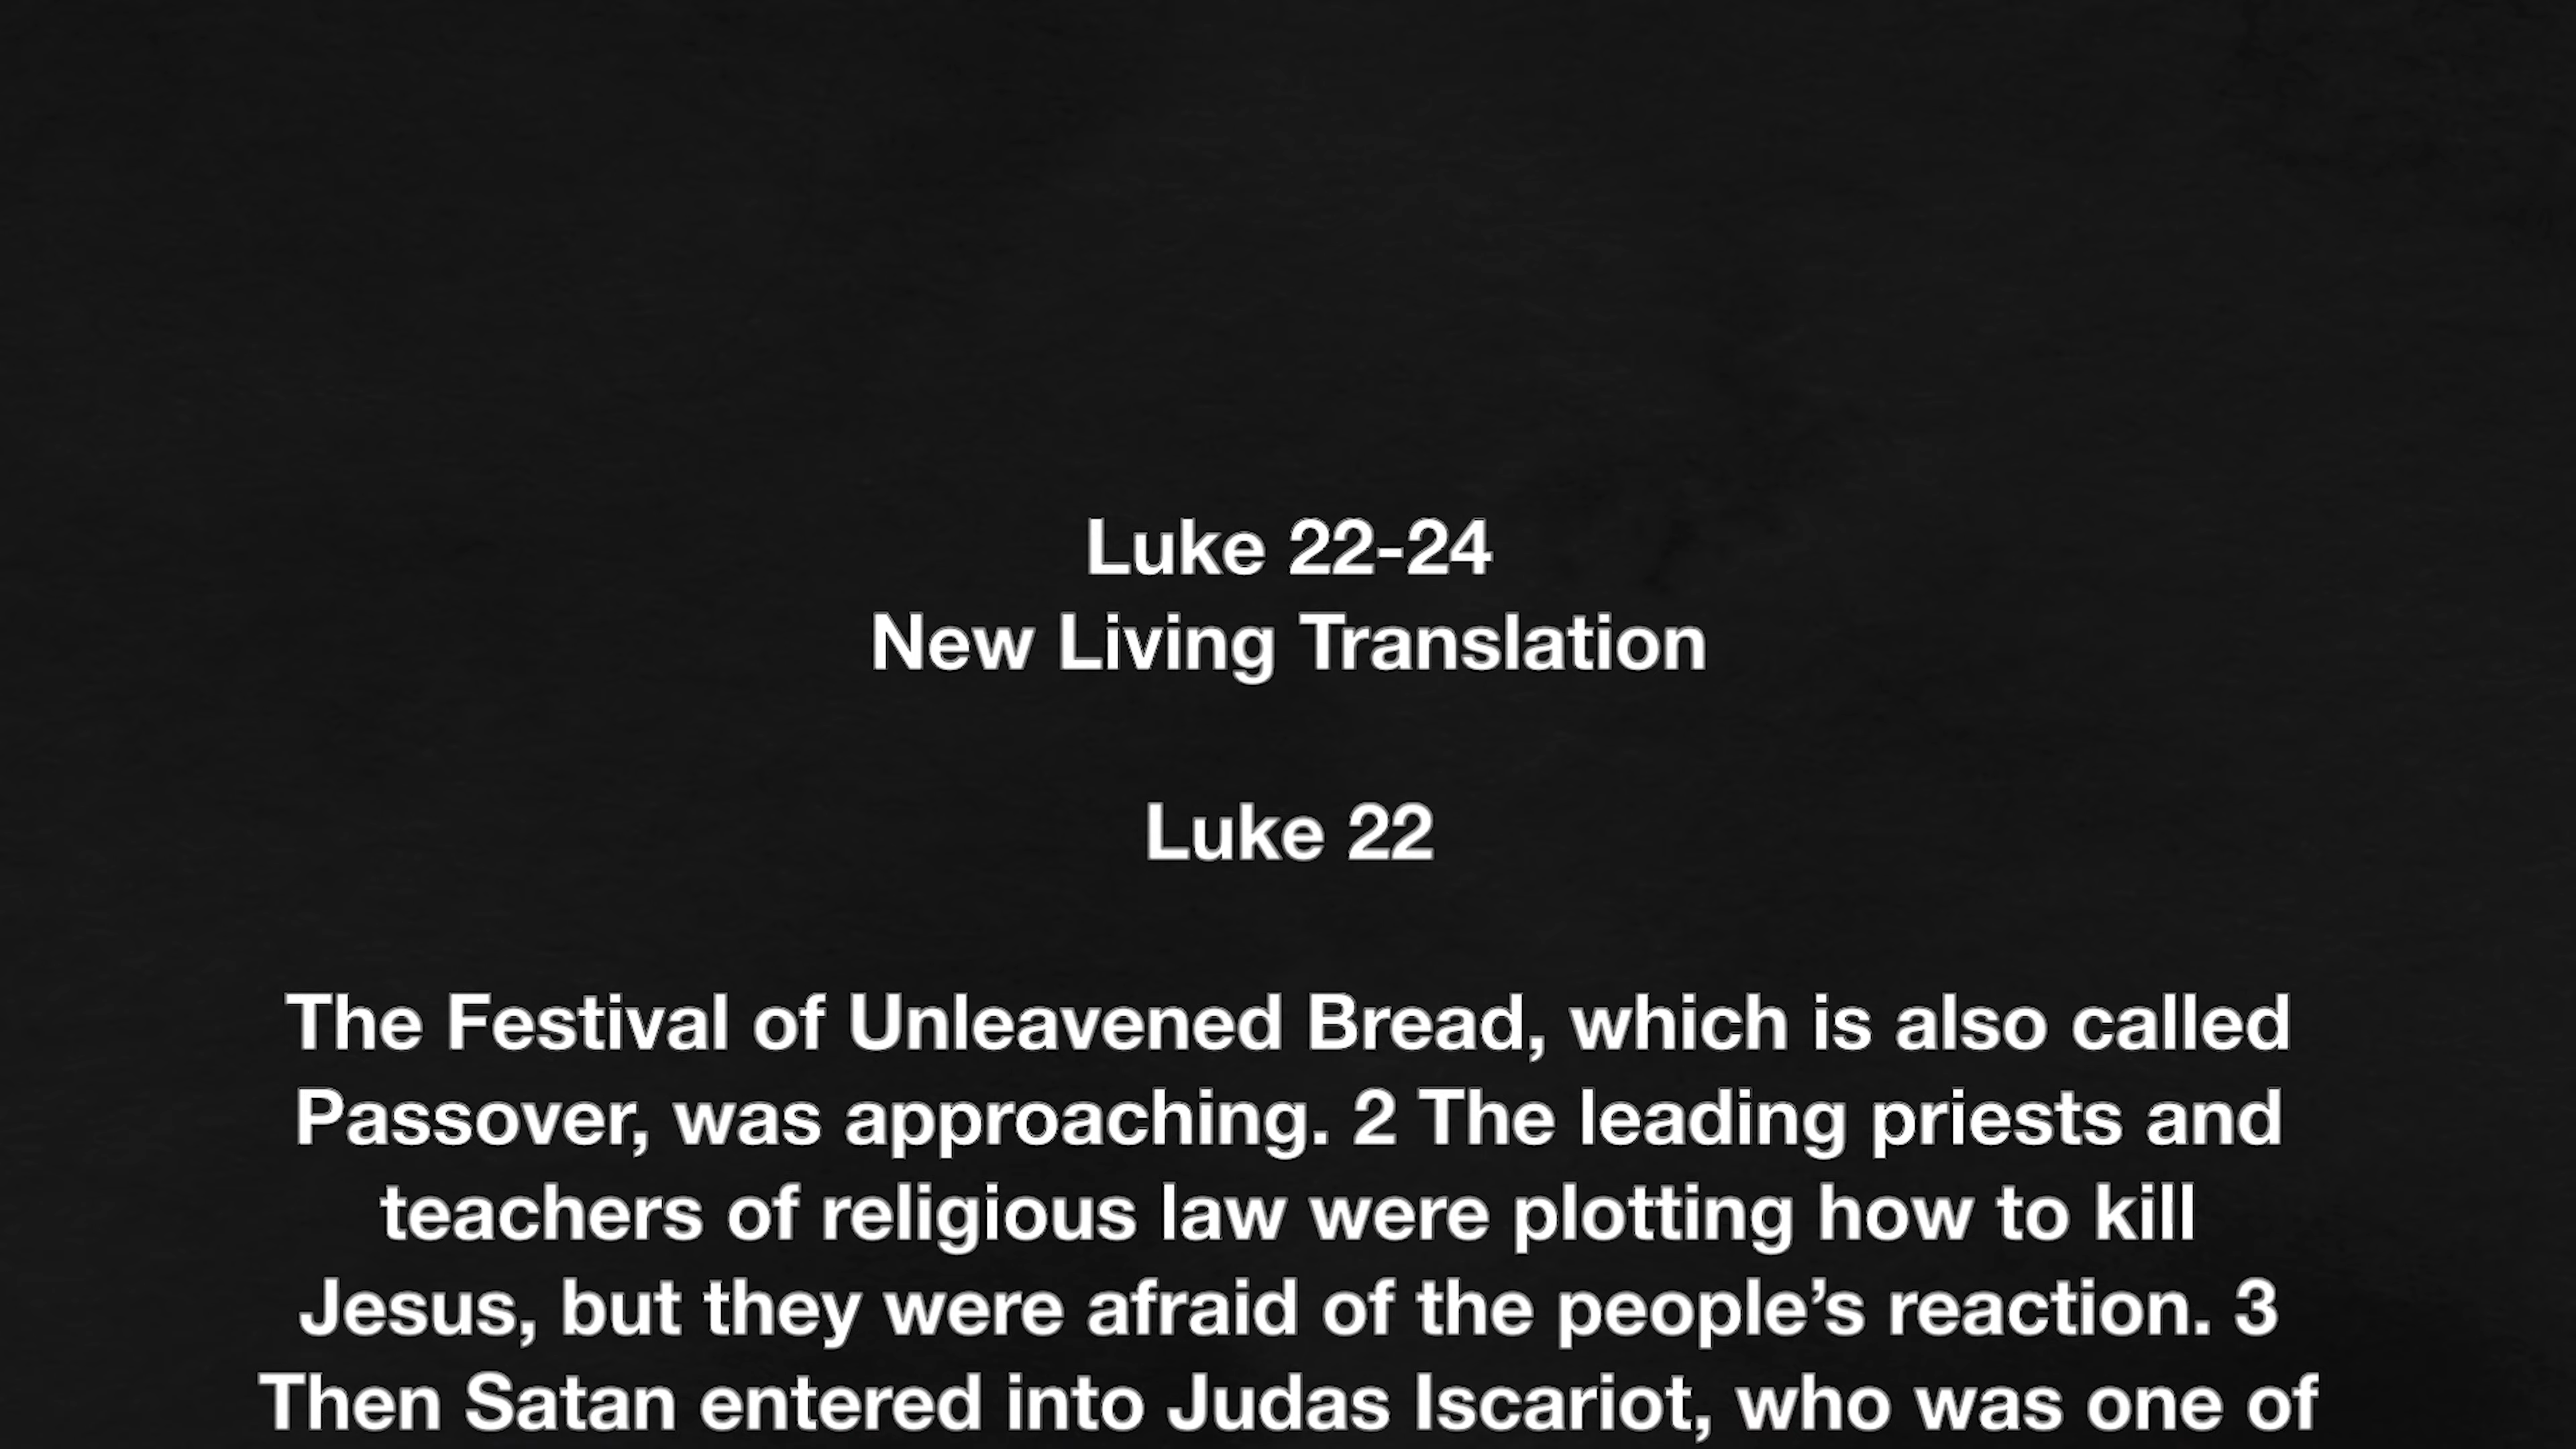 Luke 22-24
New Living Translation
Luke 22
The Festival of Unleavened Bread, which is also called
Passover, was approaching. 2 The leading priests and
teachers of religious law were plotting how to kill
Jesus, but they were afraid of the people’s reaction. 3
Then Satan entered into Judas Iscariot, who was one of